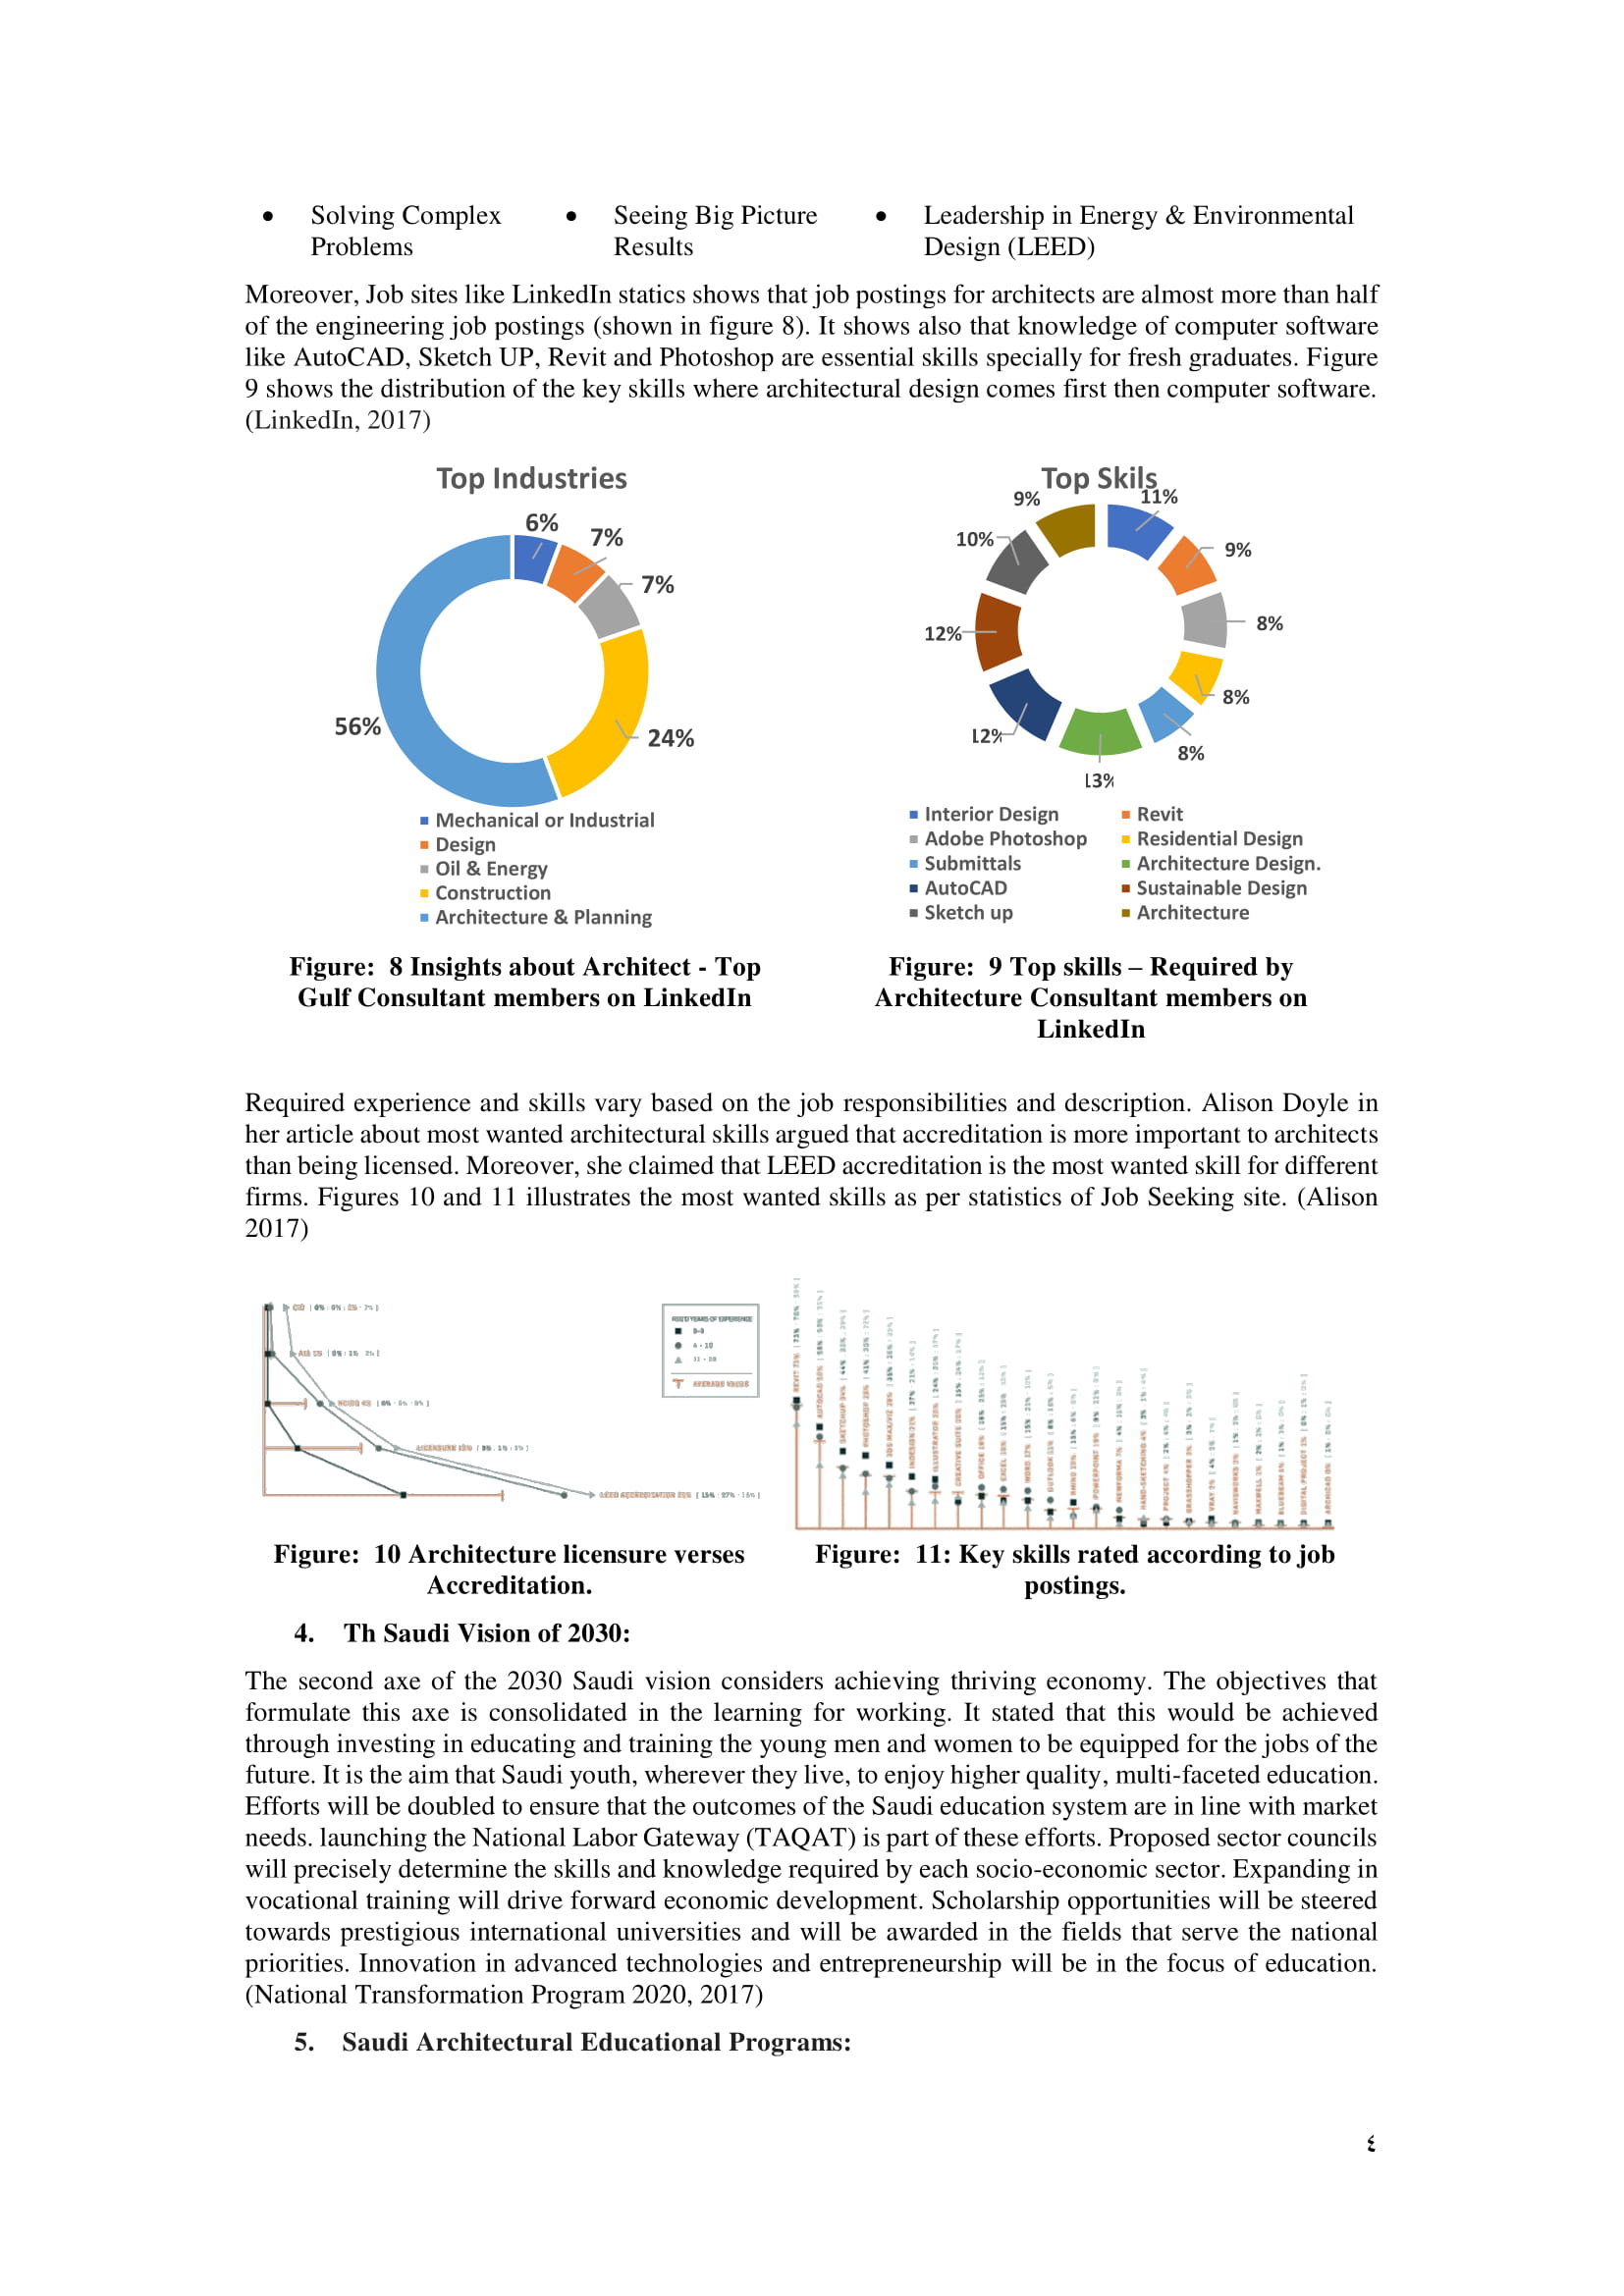 • Solving Complex Problems
• Seeing Big Picture Results
• Leadership in Energy & Environmental Design (LEED)
Moreover, Job sites like LinkedIn statics shows that job postings for architects are almost more than half
of the engineering job postings (shown in figure 8). It shows also that knowledge of computer software
like AutoCAD, Sketch UP, Revit and Photoshop are essential skills specially for fresh graduates. Figure
9 shows the distribution of the key skills where architectural design comes first then computer software.
(LinkedIn, 2017)
Top Industries
6%
7%
7%
24%
56%
Mechanical or Industrial
Design
Oil & Energy
Construction
Architecture & Planning
Figure: 8 Insights about Architect - Top
Gulf Consultant members on LinkedIn
Top Skils
11%
9%
8%
8%
8%
13%
12%
12%
10%
9%
Interior Design
Revit
Adobe Photoshop
Residential Design
Submittals
Architecture Design.
AutoCAD
Sustainable Design
Sketch up
Architecture
Figure: 9 Top skills – Required by
Architecture Consultant members on
LinkedIn
Required experience and skills vary based on the job responsibilities and description. Alison Doyle in
her article about most wanted architectural skills argued that accreditation is more important to architects
than being licensed. Moreover, she claimed that LEED accreditation is the most wanted skill for different
firms. Figures 10 and 11 illustrates the most wanted skills as per statistics of Job Seeking site. (Alison
2017)
Figure: 10 Architecture licensure verses
Accreditation.
Figure: 11: Key skills rated according to job
postings.
4. Th Saudi Vision of 2030:
The second axe of the 2030 Saudi vision considers achieving thriving economy. The objectives that
formulate this axe is consolidated in the learning for working. It stated that this would be achieved
through investing in educating and training the young men and women to be equipped for the jobs of the
future. It is the aim that Saudi youth, wherever they live, to enjoy higher quality, multi-faceted education.
Efforts will be doubled to ensure that the outcomes of the Saudi education system are in line with market
needs. launching the National Labor Gateway (TAQAT) is part of these efforts. Proposed sector councils
will precisely determine the skills and knowledge required by each socio-economic sector. Expanding in
vocational training will drive forward economic development. Scholarship opportunities will be steered
towards prestigious international universities and will be awarded in the fields that serve the national
priorities. Innovation in advanced technologies and entrepreneurship will be in the focus of education.
(National Transformation Program 2020, 2017)
5. Saudi Architectural Educational Programs:
٤